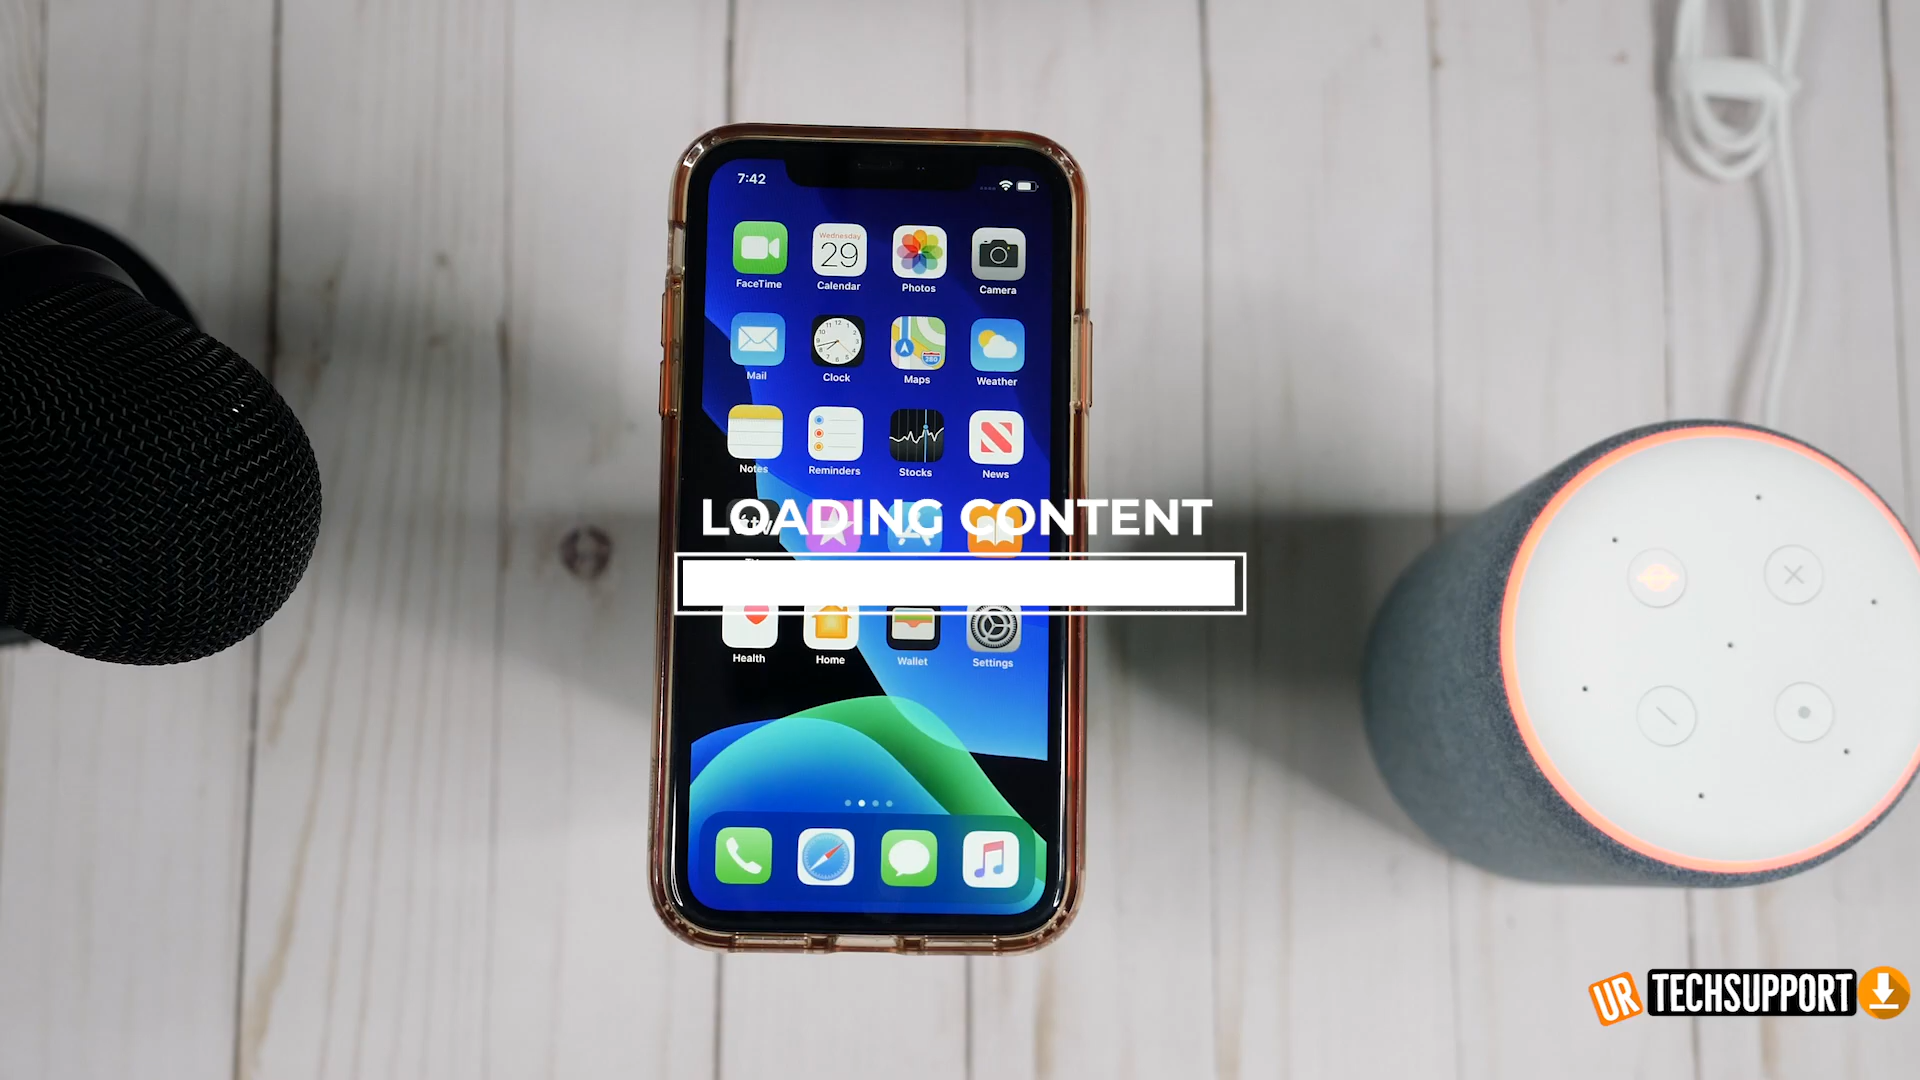 7:42
FaceTime
Wednesday
29
Calendar
Photos
Camera
Mail
Clock
Maps
Weather
Notes
Reminders
Stocks
News
LOADING CONTENT
Health
Home
Wallet
Settings
UR TECHSUPPORT